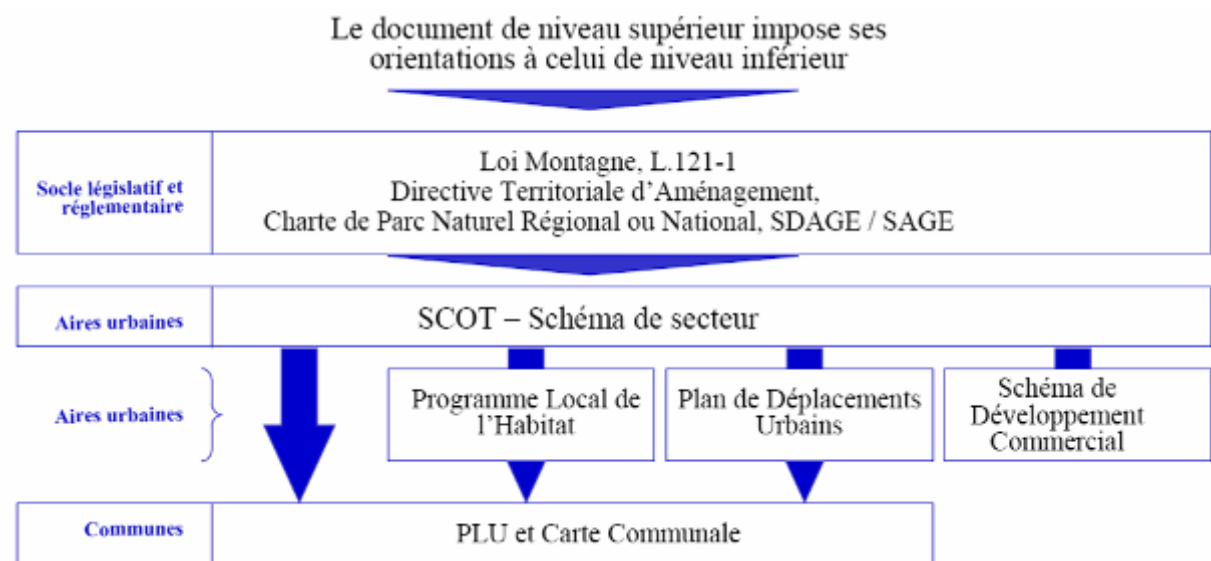 Le document de niveau supérieur impose ses
orientations à celui de niveau inférieur
Socle législatif et
réglementaire
Loi Montagne, L.121-1
Directive Territoriale d’Aménagement,
Charte de Parc Naturel Régional ou National, SDAGE / SAGE
Aires urbaines
SCOT – Schéma de secteur
Aires urbaines
Programme Local de
l’Habitat
Plan de Déplacements
Urbains
Schéma de
Développement
Commercial
Communes
PLU et Carte Communale